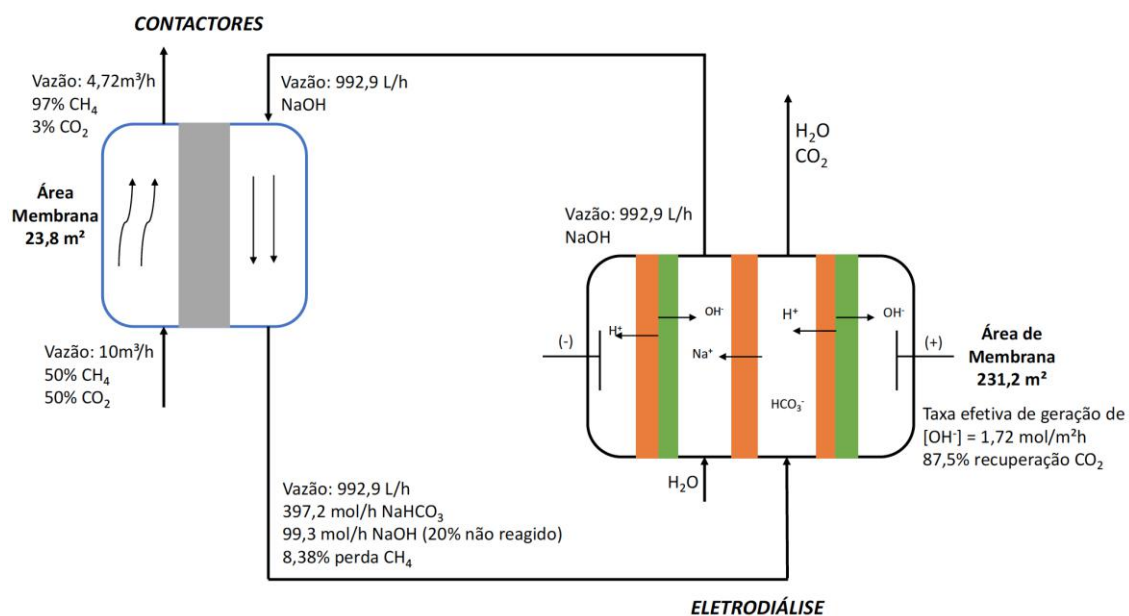 CONTACTORES
Vazão: 4,72m³/h
97% CH₄
3% CO₂
Vazão: 992,9 L/h
NaOH
Área
Membrana
23,8 m²
Vazão: 10m³/h
50% CH₄
50% CO₂
Vazão: 992,9 L/h
397,2 mol/h NaHCO₃
99,3 mol/h NaOH (20% não reagido)
8,38% perda CH₄
H₂O
CO₂
Vazão: 992,9 L/h
NaOH
(-)
H⁺
OH⁻
Na⁺
H⁺
HCO₃⁻
OH⁻
(+)
Área de
Membrana
231,2 m²
Taxa efetiva de geração de
[OH⁻] = 1,72 mol/m²h
87,5% recuperação CO₂
H₂O
ELETRODIÁLISE